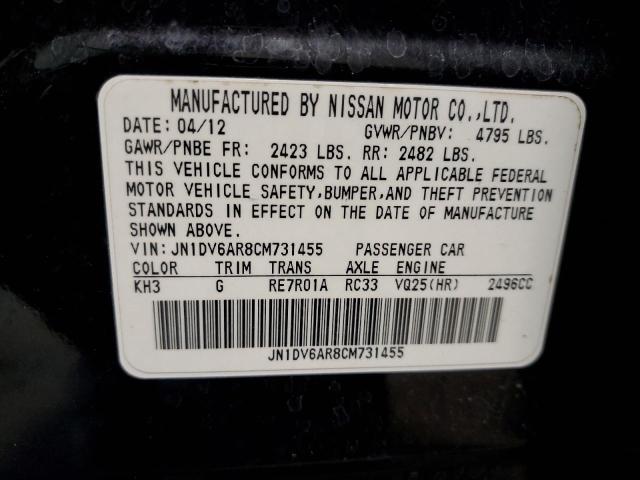 MANUFACTURED BY NISSAN MOTOR CO.,LTD.
DATE: 04/12 GVWR/PNBV: 4795 LBS.
GAWR/PNBE FR: 2423 LBS. RR: 2482 LBS.
THIS VEHICLE CONFORMS TO ALL APPLICABLE FEDERAL
MOTOR VEHICLE SAFETY,BUMPER,AND THEFT PREVENTION
STANDARDS IN EFFECT ON THE DATE OF MANUFACTURE
SHOWN ABOVE.
VIN:JN1DV6AR8CM731455 PASSENGER CAR
COLOR TRIM TRANS AXLE ENGINE
KH3 G RE7R01A RC33 VQ25(HR) 2496CC
JN1DV6AR8CM731455